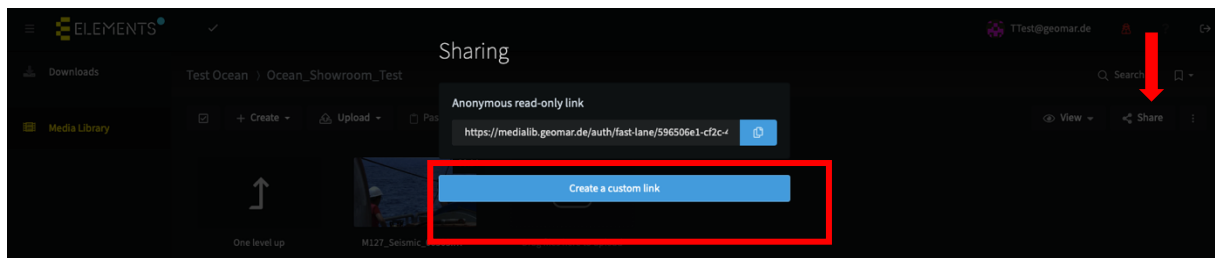 ELEMENTS
TTest@geomar.de
Sharing
Downloads
Test Ocean 〉 Ocean_Showroom_Test
Search
Anonymous read-only link
Media Library
+ Create
Upload
View
Share
https://medialib.geomar.de/auth/fast-lane/596506e1-cf2c-
Create a custom link
One level up
M127_Seismic_